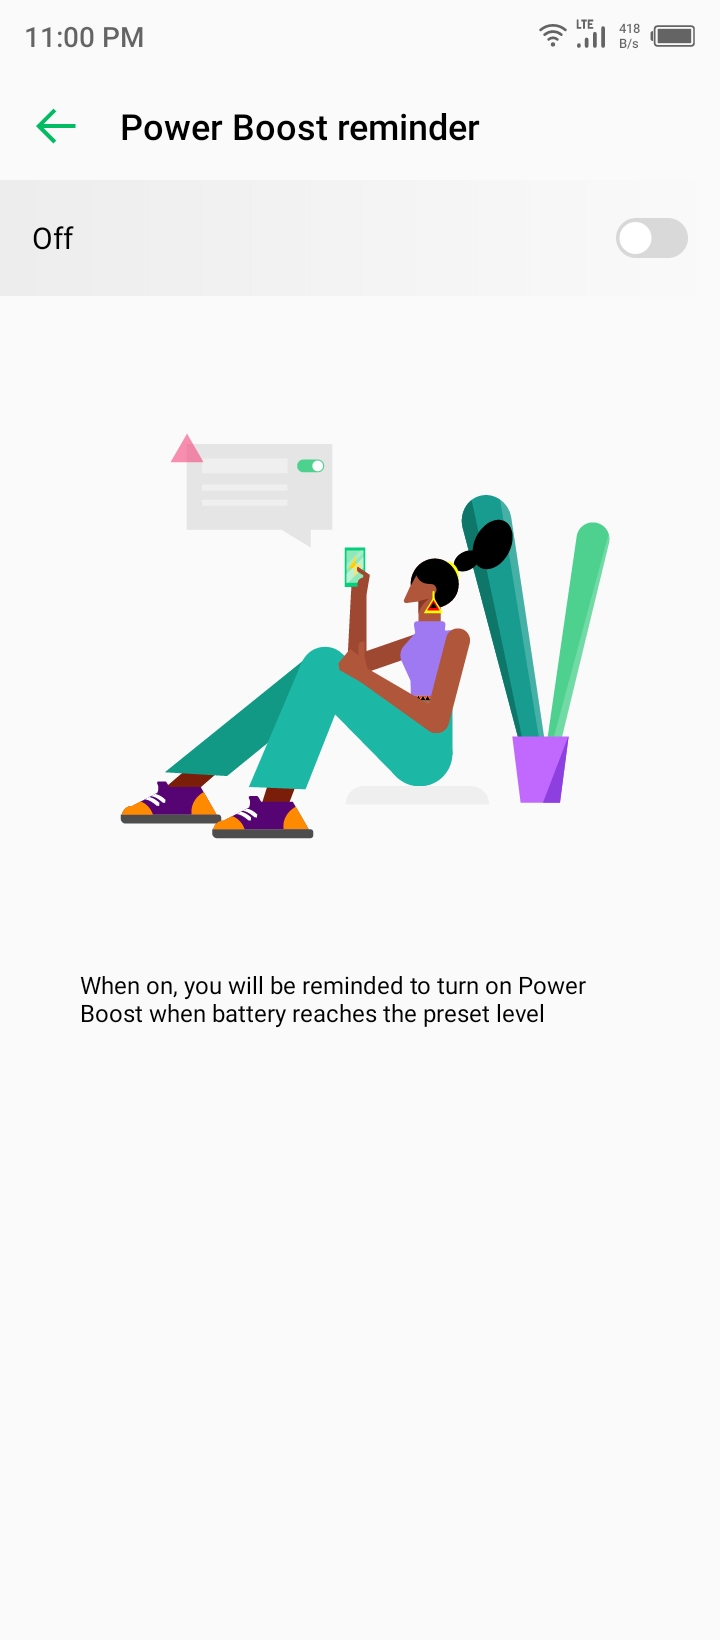 11:00 PM
LTE
418
B/s
Power Boost reminder
Off
When on, you will be reminded to turn on Power
Boost when battery reaches the preset level